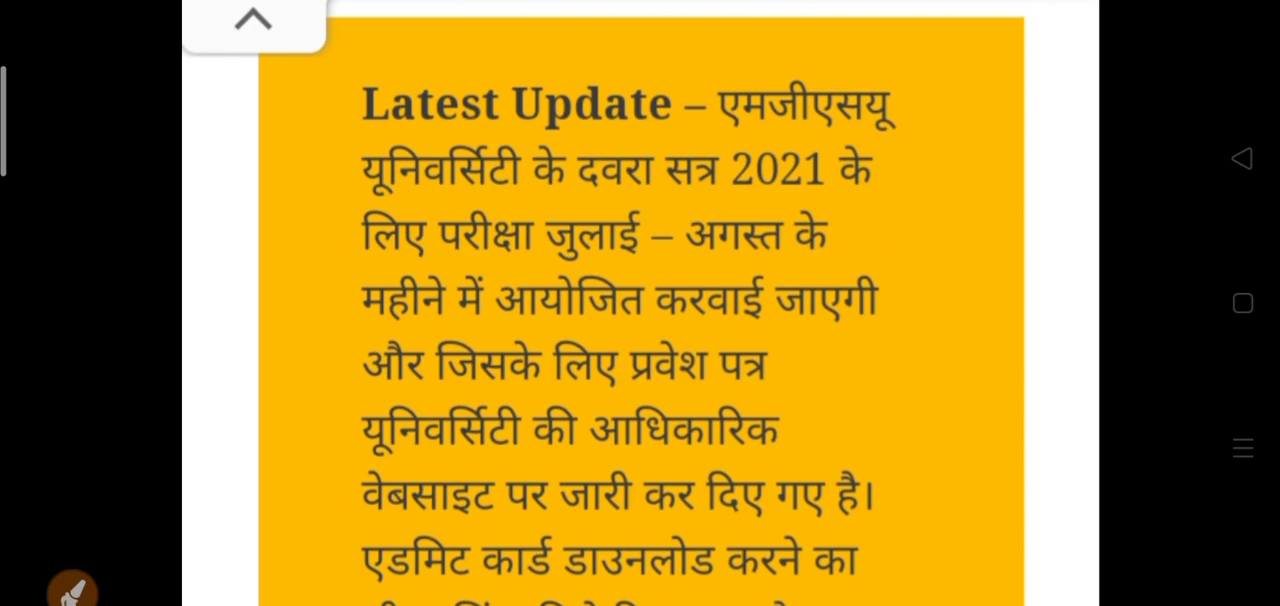 Latest Update – एमजीएसयू
यूनिवर्सिटी के दवरा सत्र 2021 के
लिए परीक्षा जुलाई – अगस्त के
महीने में आयोजित करवाई जाएगी
और जिसके लिए प्रवेश पत्र
यूनिवर्सिटी की आधिकारिक
वेबसाइट पर जारी कर दिए गए है।
एडमिट कार्ड डाउनलोड करने का